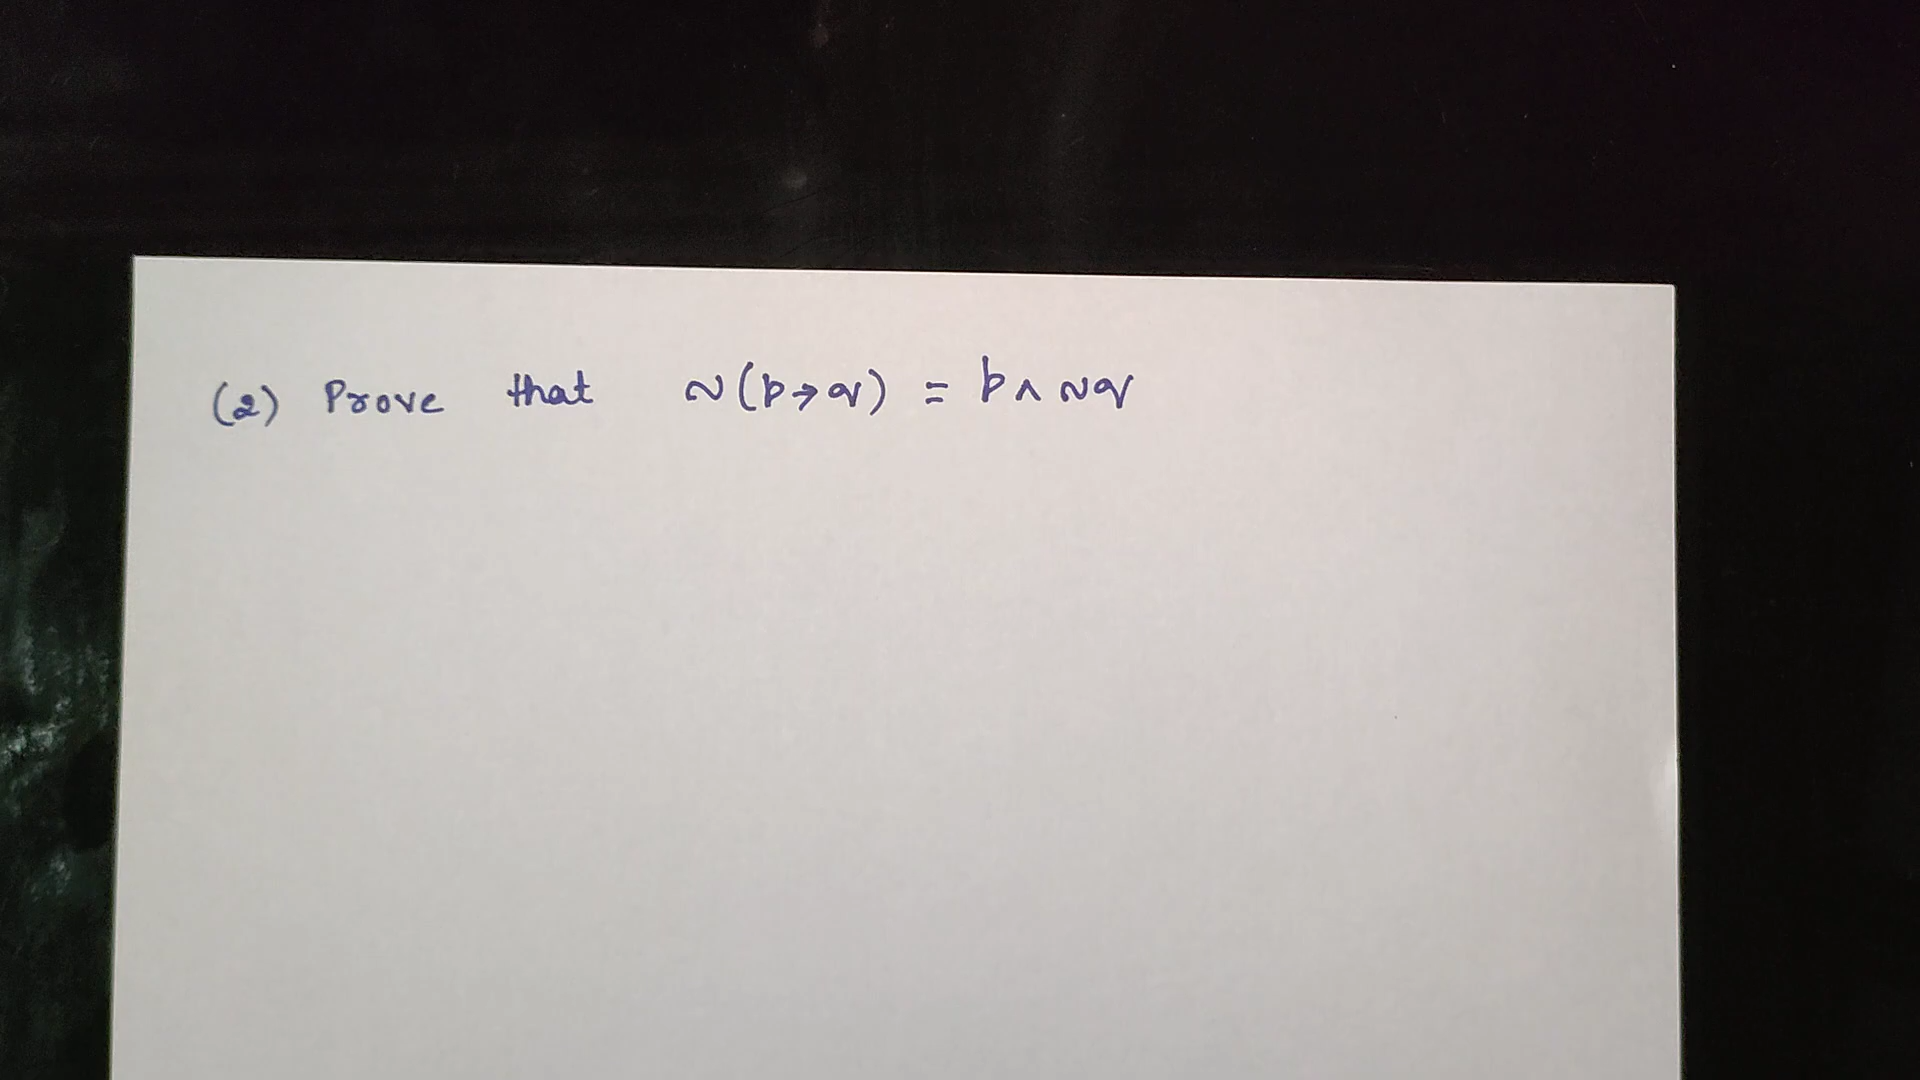 (2) Prove that ~(p→q) = p∧~q